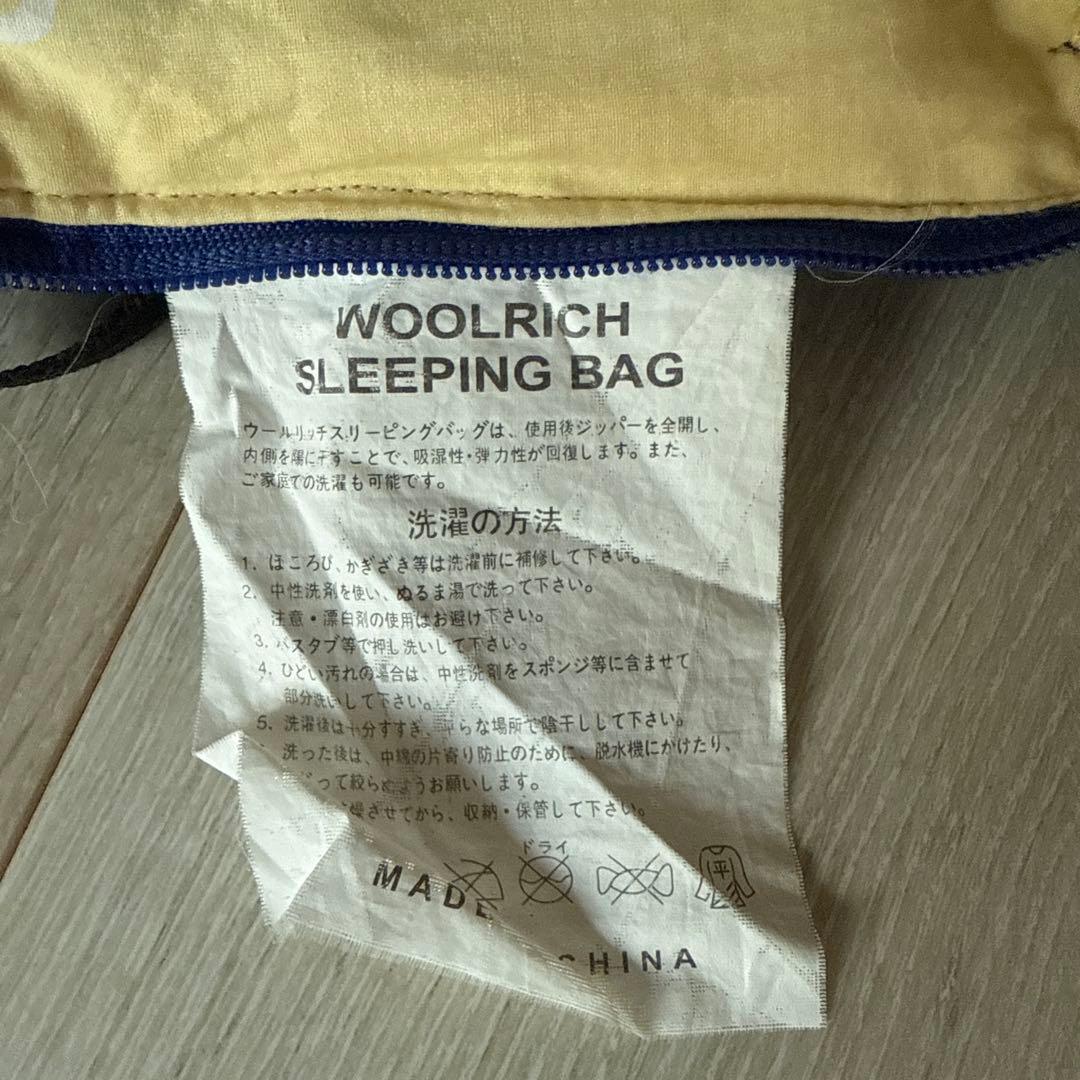 WOOLRICH
SLEEPING BAG
ウールリッチスリーピングバッグは、使用後ジッパーを全開し、
内側を陽に干すことで、吸湿性・弾力性が回復します。また、
ご家庭での洗濯も可能です。
洗濯の方法
1. ほころび、かぎざき等は洗濯前に補修して下さい。
2. 中性洗剤を使い、ぬるま湯で洗って下さい。
注意・漂白剤の使用はお避け下さい。
3. バスタブ等で押し洗いして下さい。
4. ひどい汚れの場合は、中性洗剤をスポンジ等に含ませて
部分洗いして下さい。
5. 洗濯後は十分すすぎ、平らな場所で陰干しして下さい。
洗った後は、中綿の片寄り防止のために、脱水機にかけたり、
って絞らぬようお願いします。
燥させてから、収納・保管して下さい。
ドライ
平
MADE
CHINA